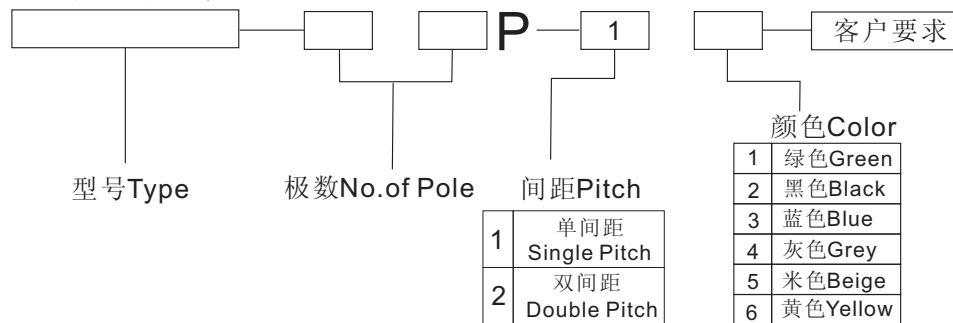 P 1 客户要求
型号Type
极数No.of Pole
间距Pitch
1 单间距
Single Pitch
2 双间距
Double Pitch
颜色Color
1 绿色Green
2 黑色Black
3 蓝色Blue
4 灰色Grey
5 米色Beige
6 黄色Yellow